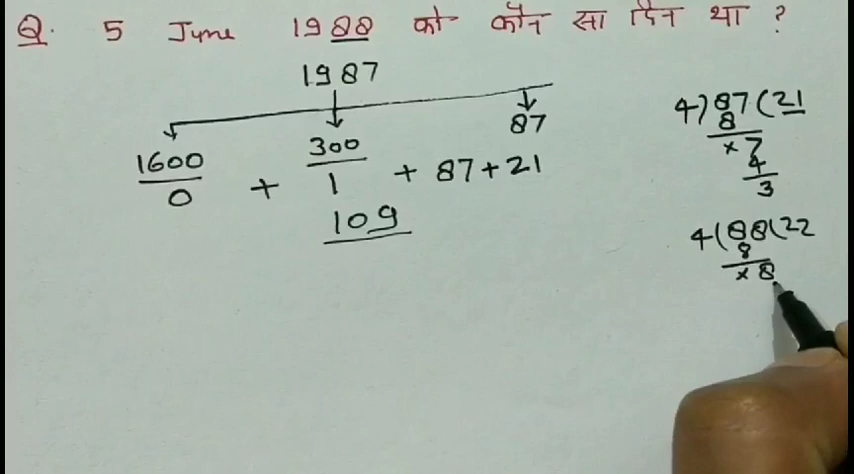 Q. 5 June 1988 को कौन सा दिन था ?
1987
87
1600/0 + 300/1 + 87 + 21
109
4) 87 ( 21
8
× 7
4
3
4 ( 88 ( 22
8
× 8